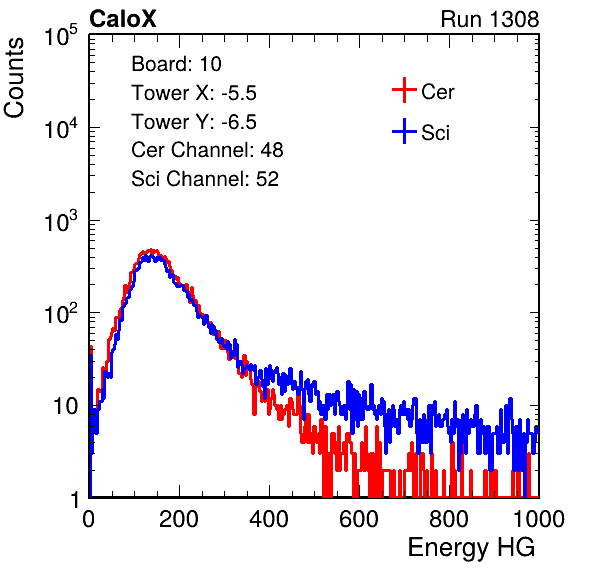 CaloX
Run 1308
Counts
10^5
10^4
10^3
10^2
10
1
Board: 10
Tower X: -5.5
Tower Y: -6.5
Cer Channel: 48
Sci Channel: 52
Cer
Sci
0 200 400 600 800 1000
Energy HG